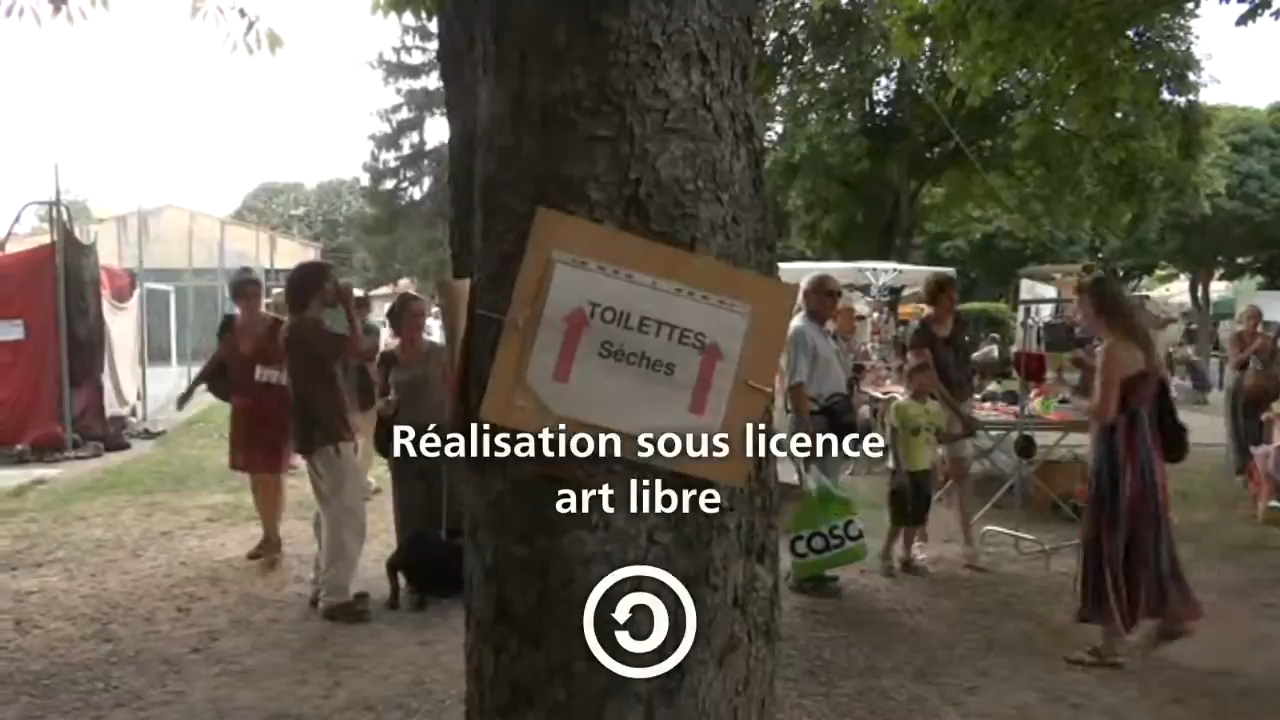 TOILETTES
Sèches
Réalisation sous licence
art libre
casa